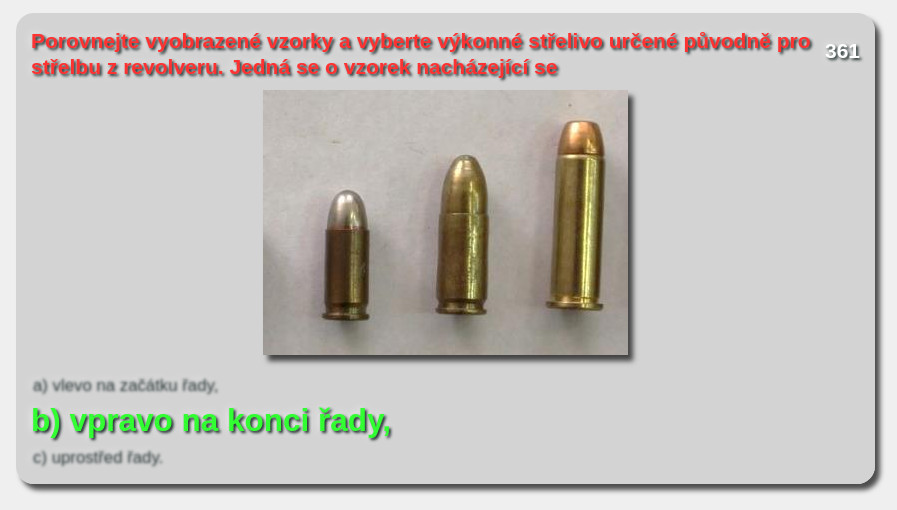 Porovnejte vyobrazené vzorky a vyberte výkonné střelivo určené původně pro
střelbu z revolveru. Jedná se o vzorek nacházející se
361
a) vlevo na začátku řady,
b) vpravo na konci řady,
c) uprostřed řady.